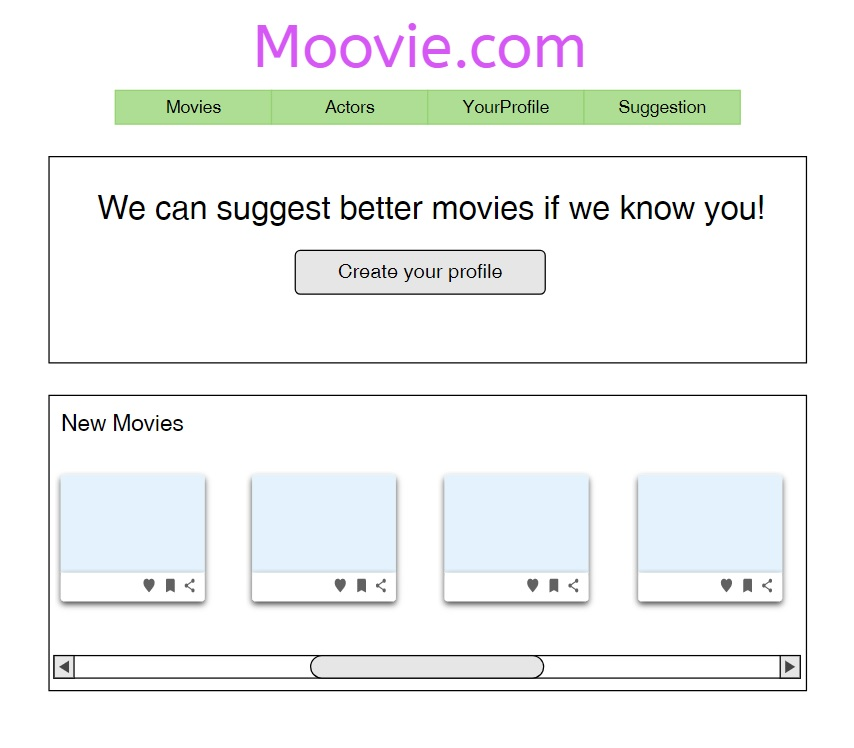 Moovie.com
Movies Actors YourProfile Suggestion
We can suggest better movies if we know you!
Create your profile
New Movies